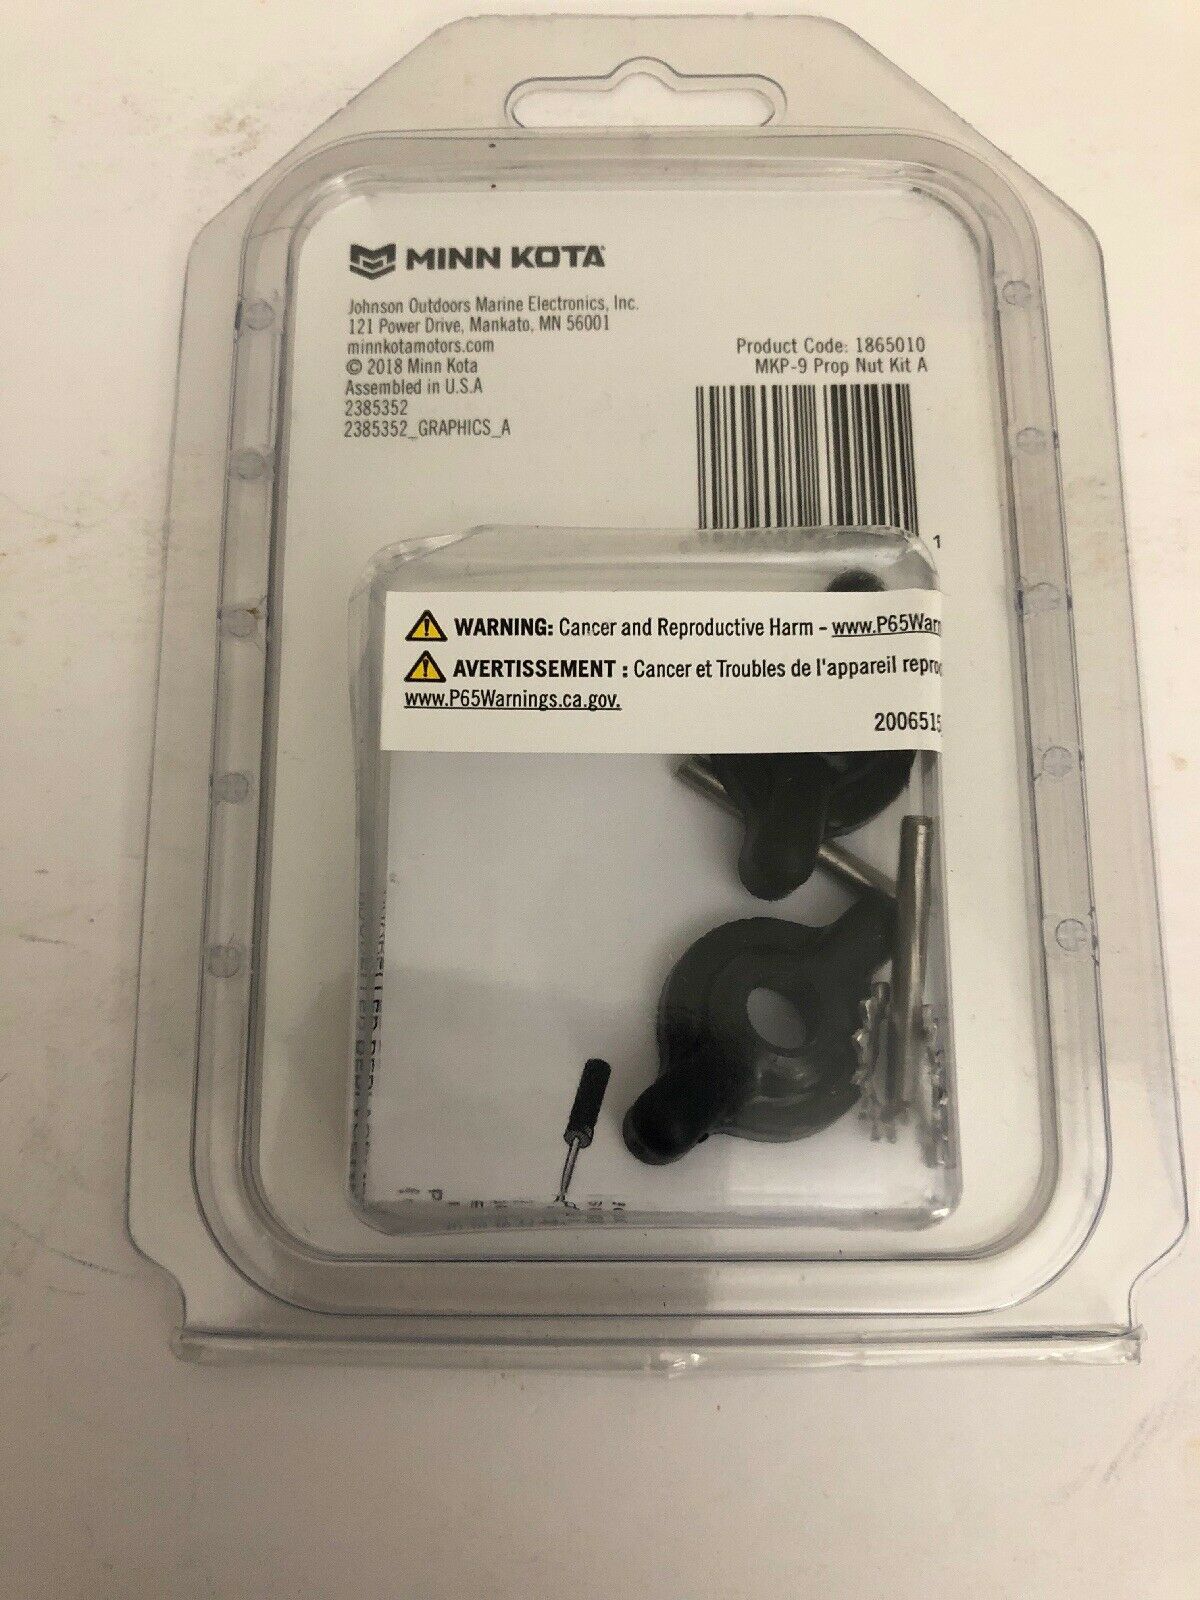 MINN KOTA
Johnson Outdoors Marine Electronics, Inc.
121 Power Drive, Mankato, MN 56001
minnkotamotors.com
© 2018 Minn Kota
Assembled in U.S.A
2385352
2385352_GRAPHICS_A
Product Code: 1865010
MKP-9 Prop Nut Kit A
1
WARNING: Cancer and Reproductive Harm - www.P65Warn
AVERTISSEMENT : Cancer et Troubles de l'appareil repro
www.P65Warnings.ca.gov.
2006515